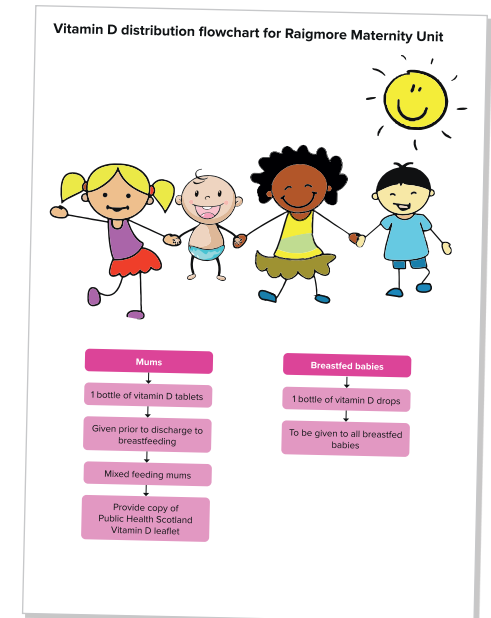 Vitamin D distribution flowchart for Raigmore Maternity Unit
Mums
1 bottle of vitamin D tablets
Given prior to discharge to
breastfeeding
Mixed feeding mums
Provide copy of
Public Health Scotland
Vitamin D leaflet
Breastfed babies
1 bottle of vitamin D drops
To be given to all breastfed
babies